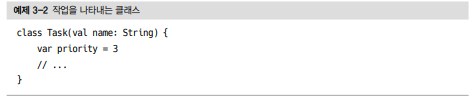 예제 3-2 작업을 나타내는 클래스
class Task(val name: String) {
    var priority = 3
    // ...
}